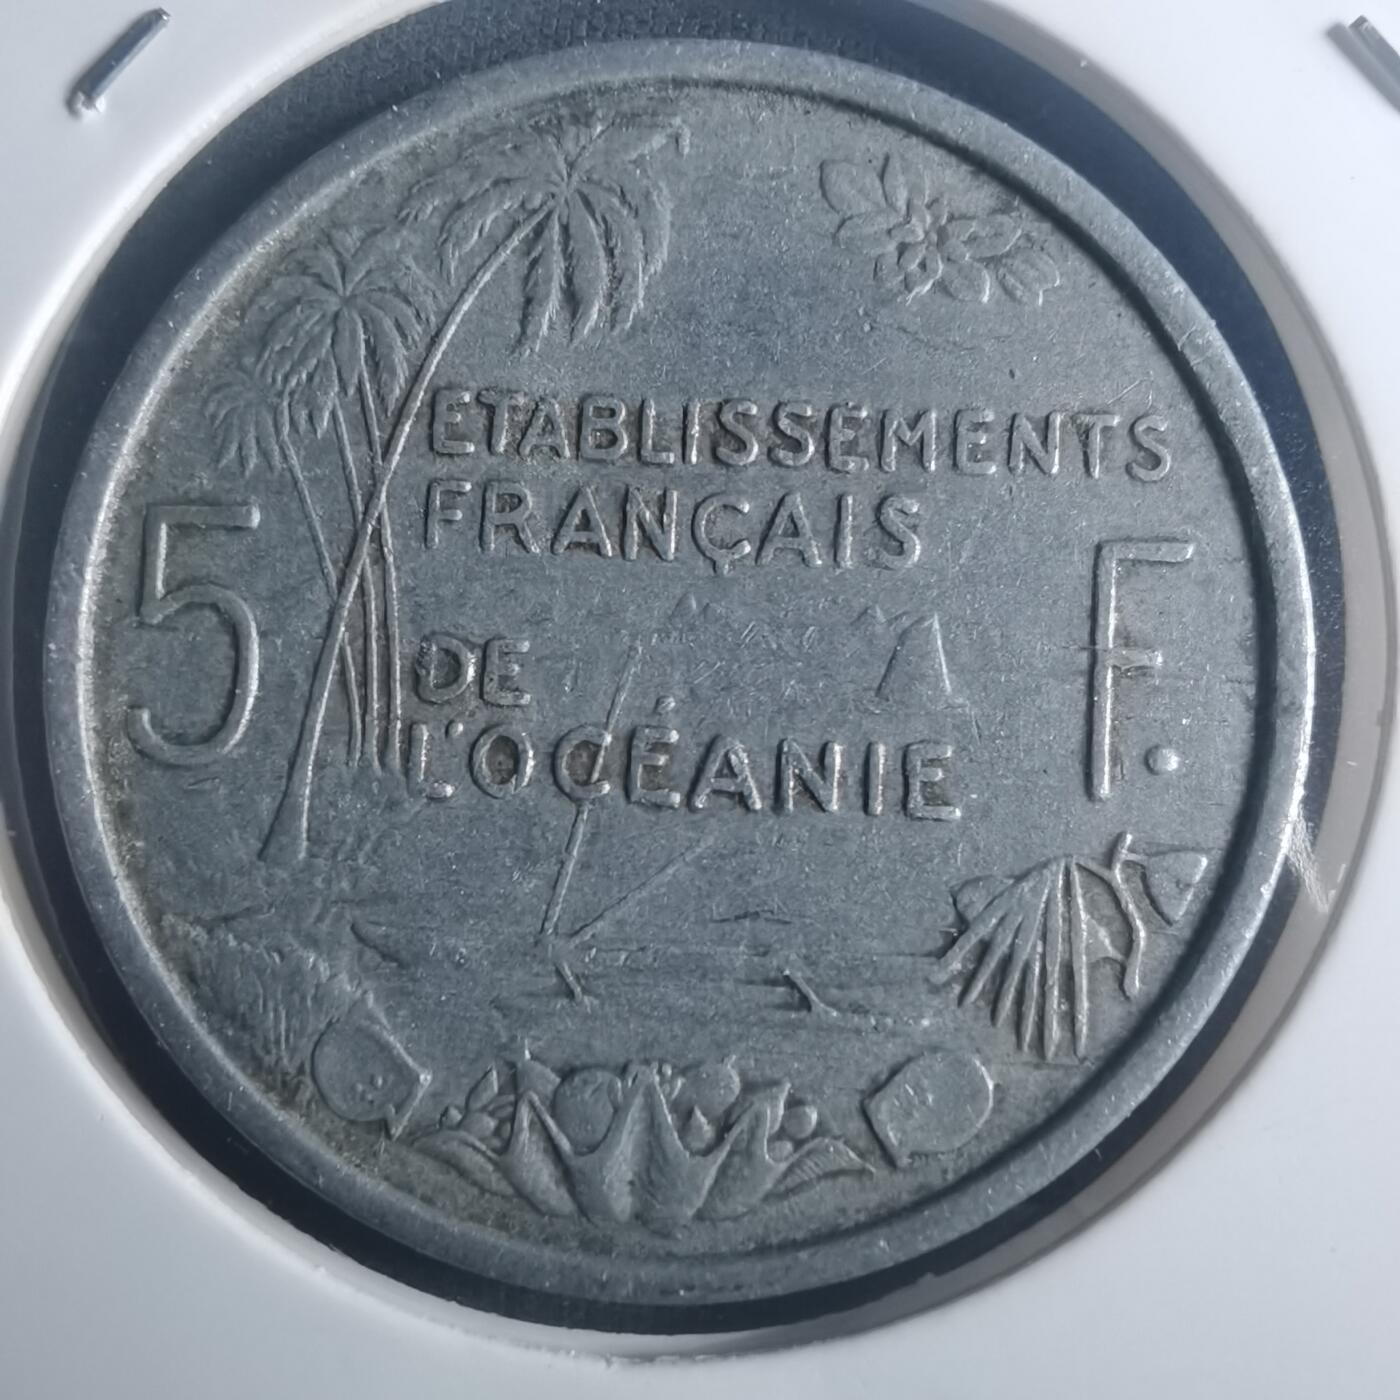 ETABLISSEMENTS
FRANÇAIS
5 F.
DE
L'OCÉANIE